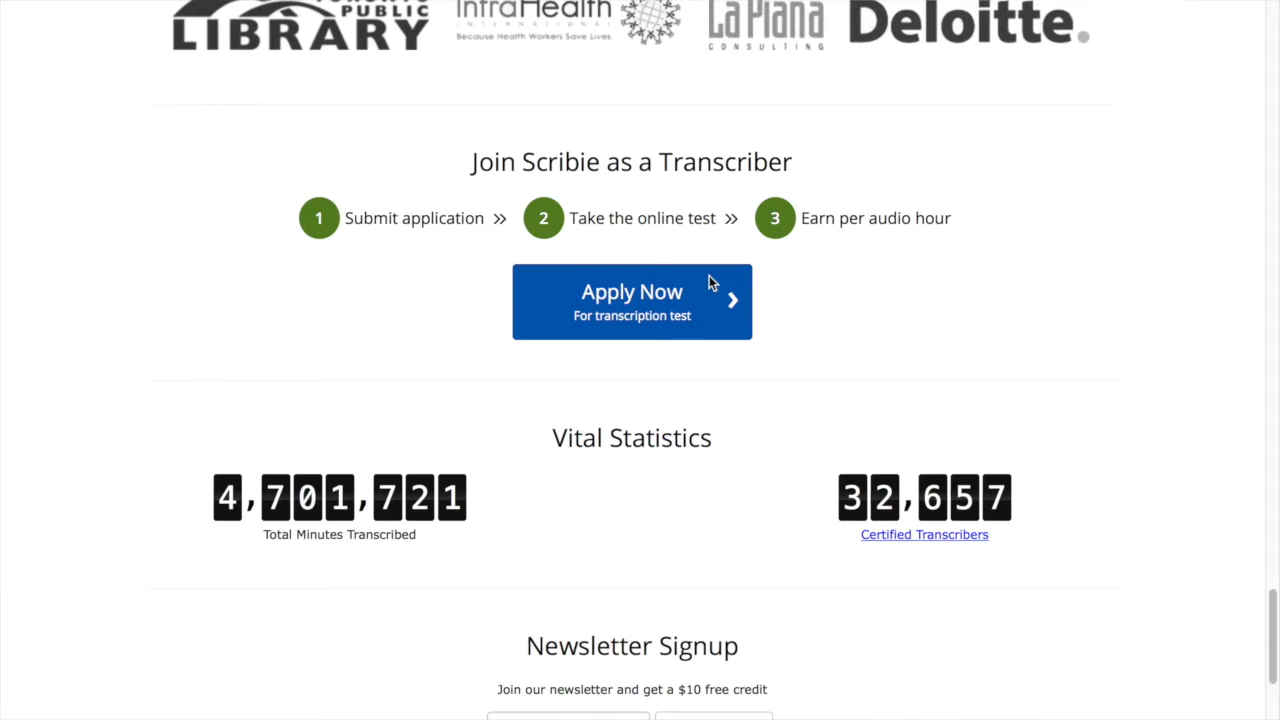 PUBLIC
LIBRARY
IntraHealth
INTERNATIONAL
Because Health Workers Save Lives.
La Piana
CONSULTING
Deloitte.
Join Scribie as a Transcriber
1 Submit application » 2 Take the online test » 3 Earn per audio hour
Apply Now
For transcription test
Vital Statistics
4,701,721
Total Minutes Transcribed
32,657
Certified Transcribers
Newsletter Signup
Join our newsletter and get a $10 free credit